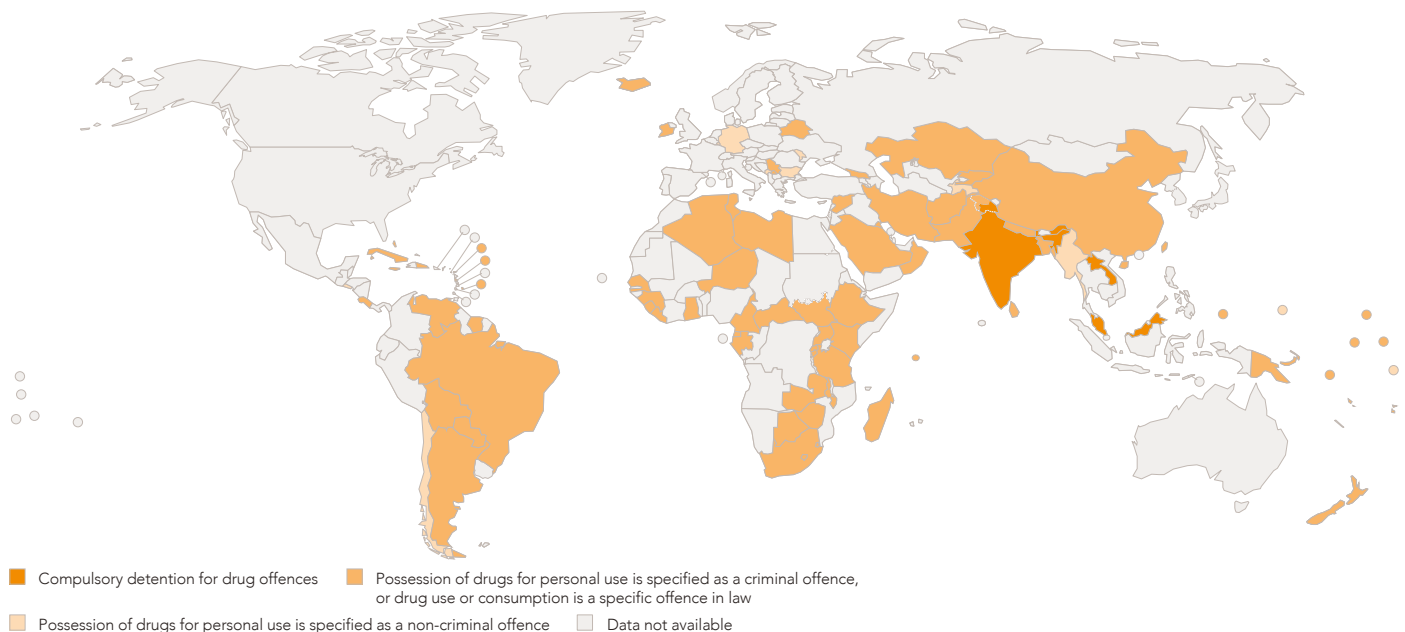 Compulsory detention for drug offences
Possession of drugs for personal use is specified as a criminal offence,
or drug use or consumption is a specific offence in law
Possession of drugs for personal use is specified as a non-criminal offence
Data not available